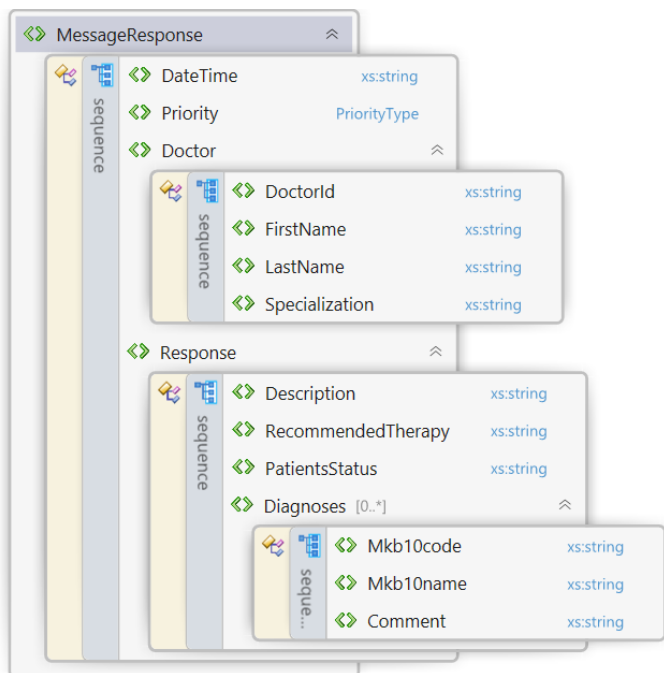 MessageResponse
sequence
DateTime xs:string
Priority PriorityType
Doctor
sequence
DoctorId xs:string
FirstName xs:string
LastName xs:string
Specialization xs:string
Response
sequence
Description xs:string
RecommendedTherapy xs:string
PatientsStatus xs:string
Diagnoses [0..*]
seque...
Mkb10code xs:string
Mkb10name xs:string
Comment xs:string